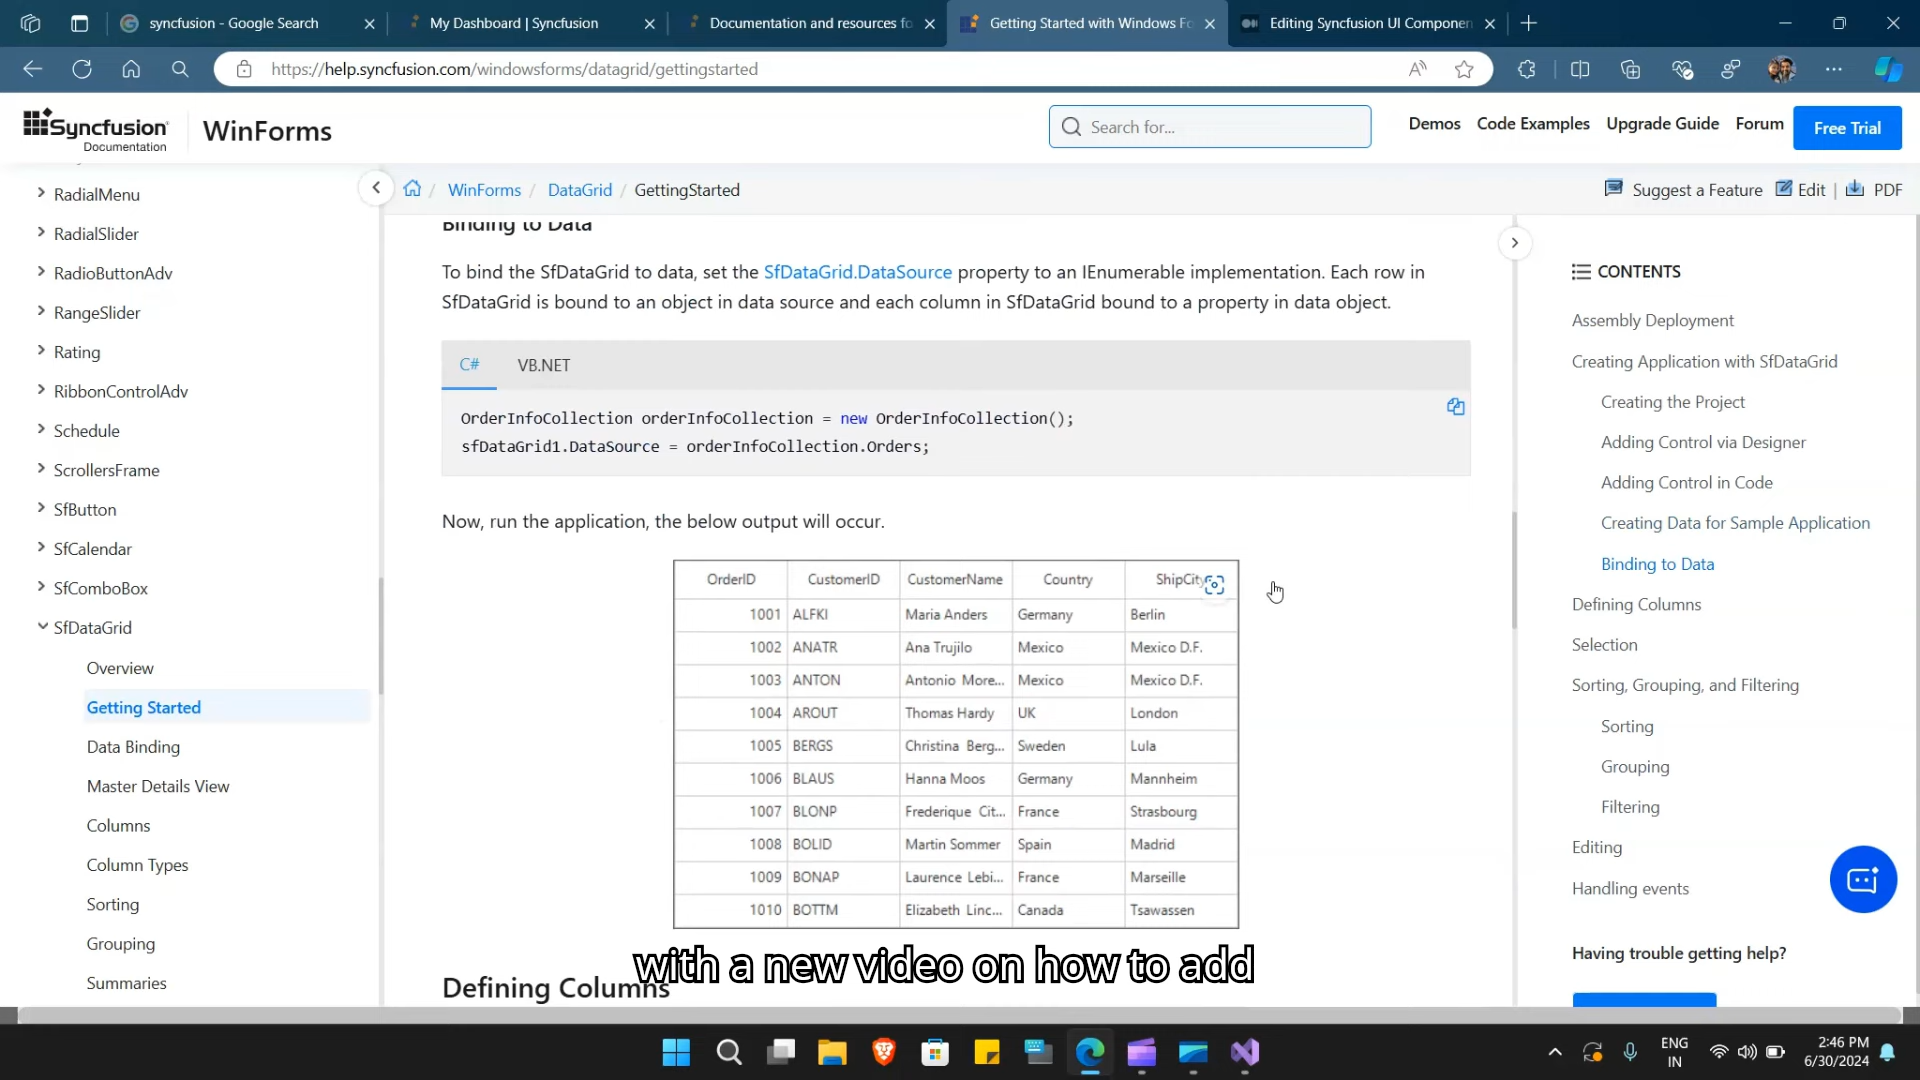 syncfusion - Google Search
My Dashboard | Syncfusion
Documentation and resources fo
Getting Started with Windows Fo
Editing Syncfusion UI Componen
https://help.syncfusion.com/windowsforms/datagrid/gettingstarted
Syncfusion
Documentation
WinForms
Search for...
Demos
Code Examples
Upgrade Guide
Forum
Free Trial
WinForms / DataGrid / GettingStarted
Suggest a Feature
Edit |
PDF
RadialMenu
RadialSlider
RadioButtonAdv
RangeSlider
Rating
RibbonControlAdv
Schedule
ScrollersFrame
SfButton
SfCalendar
SfComboBox
SfDataGrid
Overview
Getting Started
Data Binding
Master Details View
Columns
Column Types
Sorting
Grouping
Summaries
Binding to Data
To bind the SfDataGrid to data, set the SfDataGrid.DataSource property to an IEnumerable implementation. Each row in
SfDataGrid is bound to an object in data source and each column in SfDataGrid bound to a property in data object.
C# VB.NET
OrderInfoCollection orderInfoCollection = new OrderInfoCollection();
sfDataGrid1.DataSource = orderInfoCollection.Orders;
Now, run the application, the below output will occur.
OrderID CustomerID CustomerName Country ShipCity
1001 ALFKI Maria Anders Germany Berlin
1002 ANATR Ana Trujilo Mexico Mexico D.F.
1003 ANTON Antonio More... Mexico Mexico D.F.
1004 AROUT Thomas Hardy UK London
1005 BERGS Christina Berg... Sweden Lula
1006 BLAUS Hanna Moos Germany Mannheim
1007 BLONP Frederique Cit... France Strasbourg
1008 BOLID Martin Sommer Spain Madrid
1009 BONAP Laurence Lebi... France Marseille
1010 BOTTM Elizabeth Linc... Canada Tsawassen
with a new video on how to add
Defining Columns
CONTENTS
Assembly Deployment
Creating Application with SfDataGrid
Creating the Project
Adding Control via Designer
Adding Control in Code
Creating Data for Sample Application
Binding to Data
Defining Columns
Selection
Sorting, Grouping, and Filtering
Sorting
Grouping
Filtering
Editing
Handling events
Having trouble getting help?
ENG
IN
2:46 PM
6/30/2024